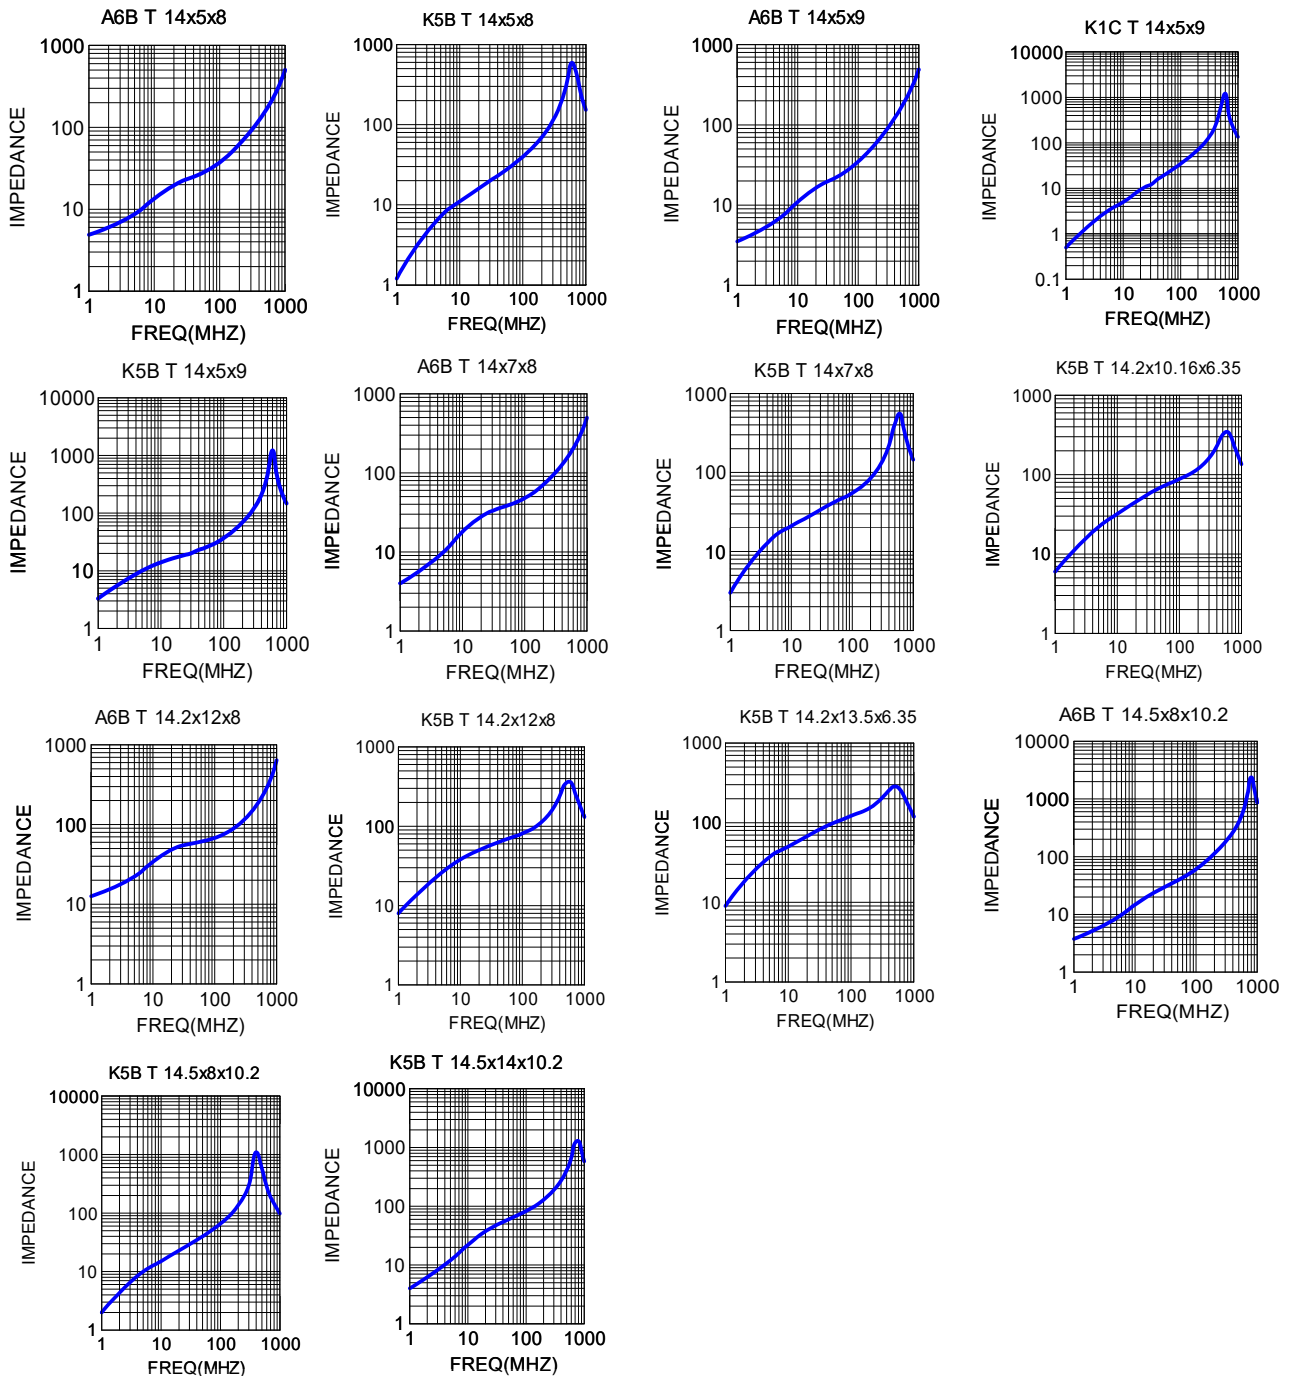 A6B T 14x5x8
IMPEDANCE
1000
100
10
1
1 10 100 1000
FREQ(MHZ)
K5B T 14x5x8
IMPEDANCE
1000
100
10
1
1 10 100 1000
FREQ(MHZ)
A6B T 14x5x9
IMPEDANCE
1000
100
10
1
1 10 100 1000
FREQ(MHZ)
K1C T 14x5x9
IMPEDANCE
10000
1000
100
10
1
0.1
1 10 100 1000
FREQ(MHZ)
K5B T 14x5x9
IMPEDANCE
10000
1000
100
10
1
1 10 100 1000
FREQ(MHZ)
A6B T 14x7x8
IMPEDANCE
1000
100
10
1
1 10 100 1000
FREQ(MHZ)
K5B T 14x7x8
IMPEDANCE
1000
100
10
1
1 10 100 1000
FREQ(MHZ)
K5B T 14.2x10.16x6.35
IMPEDANCE
1000
100
10
1
1 10 100 1000
FREQ(MHZ)
A6B T 14.2x12x8
IMPEDANCE
1000
100
10
1
1 10 100 1000
FREQ(MHZ)
K5B T 14.2x12x8
IMPEDANCE
1000
100
10
1
1 10 100 1000
FREQ(MHZ)
K5B T 14.2x13.5x6.35
IMPEDANCE
1000
100
10
1
1 10 100 1000
FREQ(MHZ)
A6B T 14.5x8x10.2
IMPEDANCE
10000
1000
100
10
1
1 10 100 1000
FREQ(MHZ)
K5B T 14.5x8x10.2
IMPEDANCE
10000
1000
100
10
1
1 10 100 1000
FREQ(MHZ)
K5B T 14.5x14x10.2
IMPEDANCE
10000
1000
100
10
1
1 10 100 1000
FREQ(MHZ)